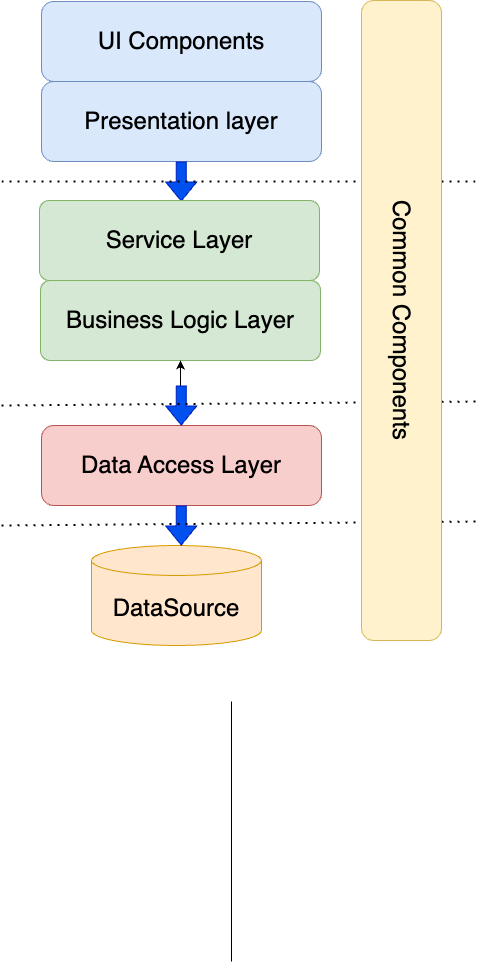 UI Components
Presentation layer
Service Layer
Business Logic Layer
Data Access Layer
DataSource
Common Components